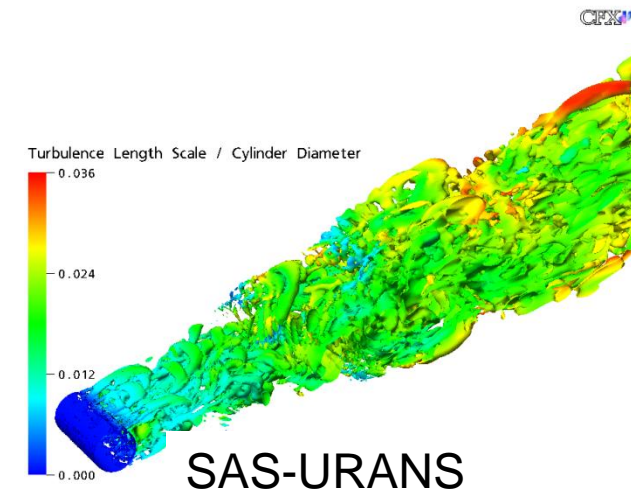 CFX
Turbulence Length Scale / Cylinder Diameter
0.036
0.024
0.012
0.000
SAS-URANS